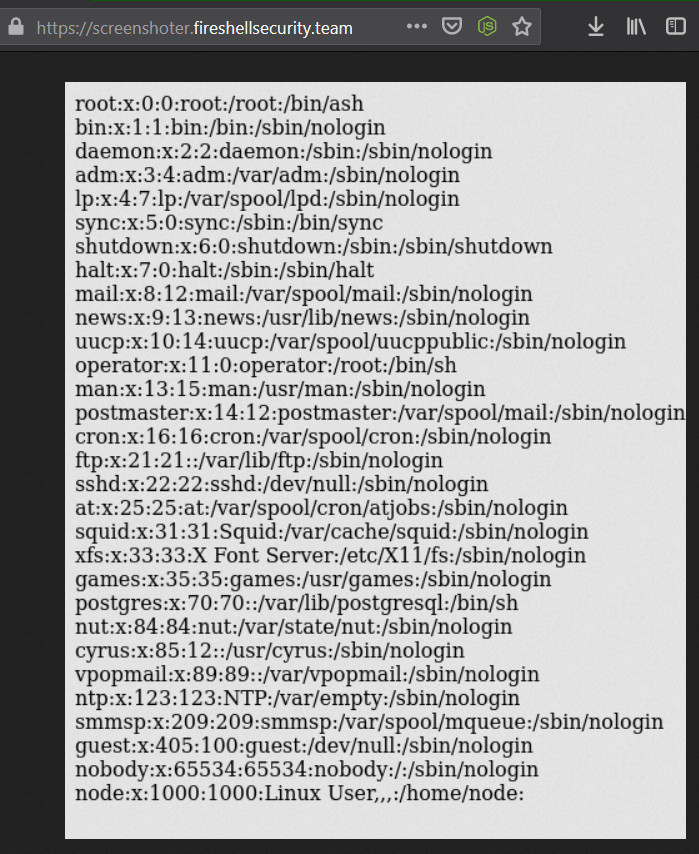 https://screenshoter.fireshellsecurity.team
root:x:0:0:root:/root:/bin/ash
bin:x:1:1:bin:/bin:/sbin/nologin
daemon:x:2:2:daemon:/sbin:/sbin/nologin
adm:x:3:4:adm:/var/adm:/sbin/nologin
lp:x:4:7:lp:/var/spool/lpd:/sbin/nologin
sync:x:5:0:sync:/sbin:/bin/sync
shutdown:x:6:0:shutdown:/sbin:/sbin/shutdown
halt:x:7:0:halt:/sbin:/sbin/halt
mail:x:8:12:mail:/var/spool/mail:/sbin/nologin
news:x:9:13:news:/usr/lib/news:/sbin/nologin
uucp:x:10:14:uucp:/var/spool/uucppublic:/sbin/nologin
operator:x:11:0:operator:/root:/bin/sh
man:x:13:15:man:/usr/man:/sbin/nologin
postmaster:x:14:12:postmaster:/var/spool/mail:/sbin/nologin
cron:x:16:16:cron:/var/spool/cron:/sbin/nologin
ftp:x:21:21::/var/lib/ftp:/sbin/nologin
sshd:x:22:22:sshd:/dev/null:/sbin/nologin
at:x:25:25:at:/var/spool/cron/atjobs:/sbin/nologin
squid:x:31:31:Squid:/var/cache/squid:/sbin/nologin
xfs:x:33:33:X Font Server:/etc/X11/fs:/sbin/nologin
games:x:35:35:games:/usr/games:/sbin/nologin
postgres:x:70:70::/var/lib/postgresql:/bin/sh
nut:x:84:84:nut:/var/state/nut:/sbin/nologin
cyrus:x:85:12::/usr/cyrus:/sbin/nologin
vpopmail:x:89:89::/var/vpopmail:/sbin/nologin
ntp:x:123:123:NTP:/var/empty:/sbin/nologin
smmsp:x:209:209:smmsp:/var/spool/mqueue:/sbin/nologin
guest:x:405:100:guest:/dev/null:/sbin/nologin
nobody:x:65534:65534:nobody:/:/sbin/nologin
node:x:1000:1000:Linux User,,,:/home/node: